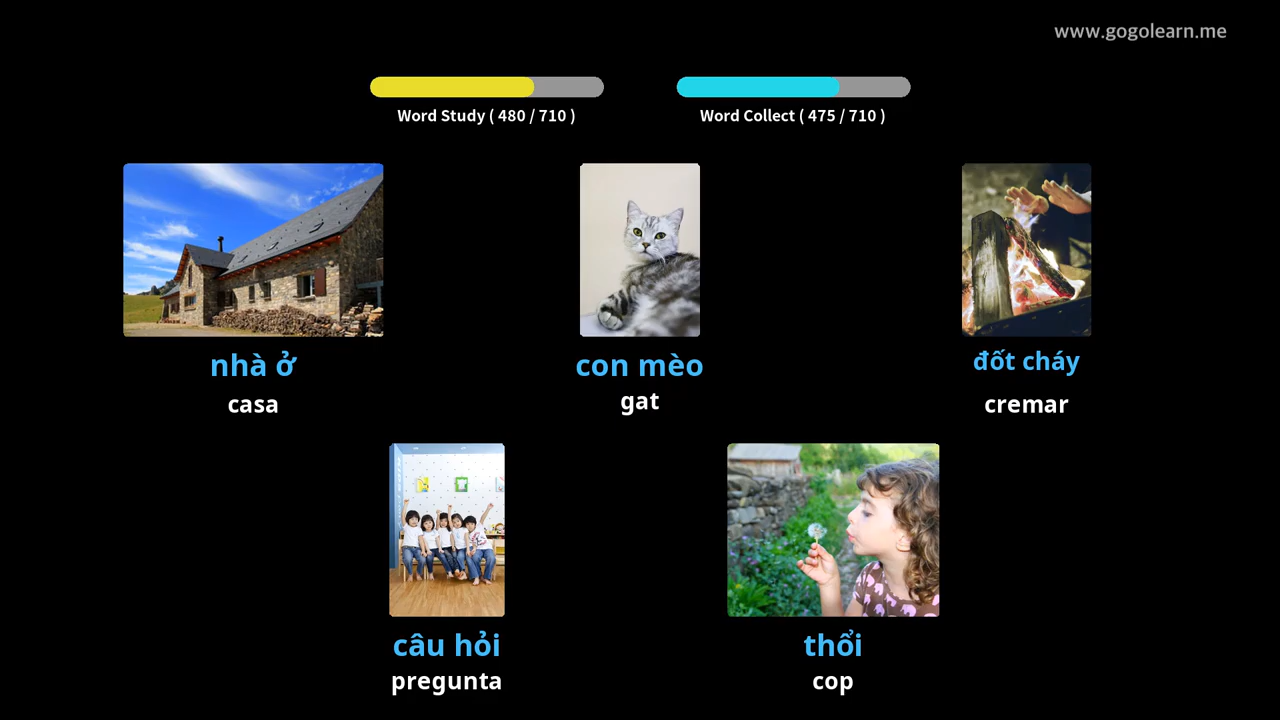 www.gogolearn.me
Word Study ( 480 / 710 )
Word Collect ( 475 / 710 )
nhà ở
casa
con mèo
gat
đốt cháy
cremar
câu hỏi
pregunta
thổi
cop